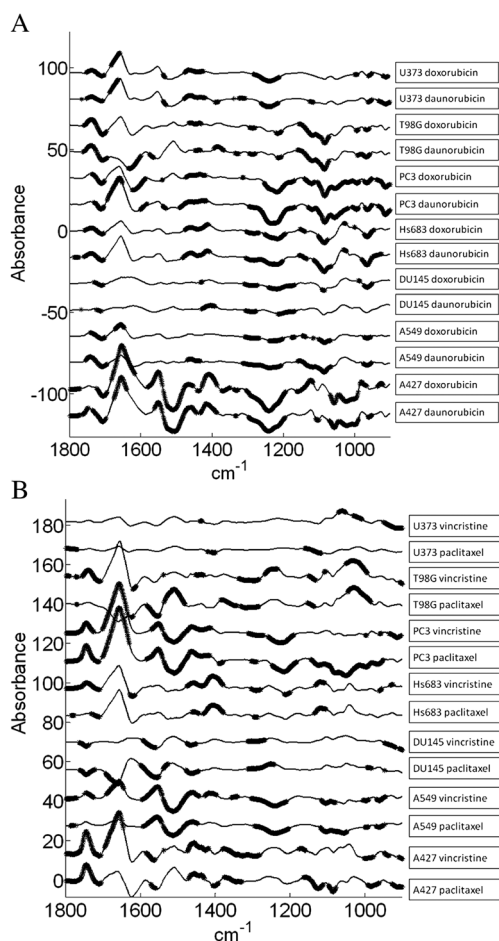 A
100
50
0
-50
-100
Absorbance
1800
1600
1400
1200
1000
cm-1
U373 doxorubicin
U373 daunorubicin
T98G doxorubicin
T98G daunorubicin
PC3 doxorubicin
PC3 daunorubicin
Hs683 doxorubicin
Hs683 daunorubicin
DU145 doxorubicin
DU145 daunorubicin
A549 doxorubicin
A549 daunorubicin
A427 doxorubicin
A427 daunorubicin
B
180
160
140
120
100
80
60
40
20
0
Absorbance
1800
1600
1400
1200
1000
cm-1
U373 vincristine
U373 paclitaxel
T98G vincristine
T98G paclitaxel
PC3 vincristine
PC3 paclitaxel
Hs683 vincristine
Hs683 paclitaxel
DU145 vincristine
DU145 paclitaxel
A549 vincristine
A549 paclitaxel
A427 vincristine
A427 paclitaxel